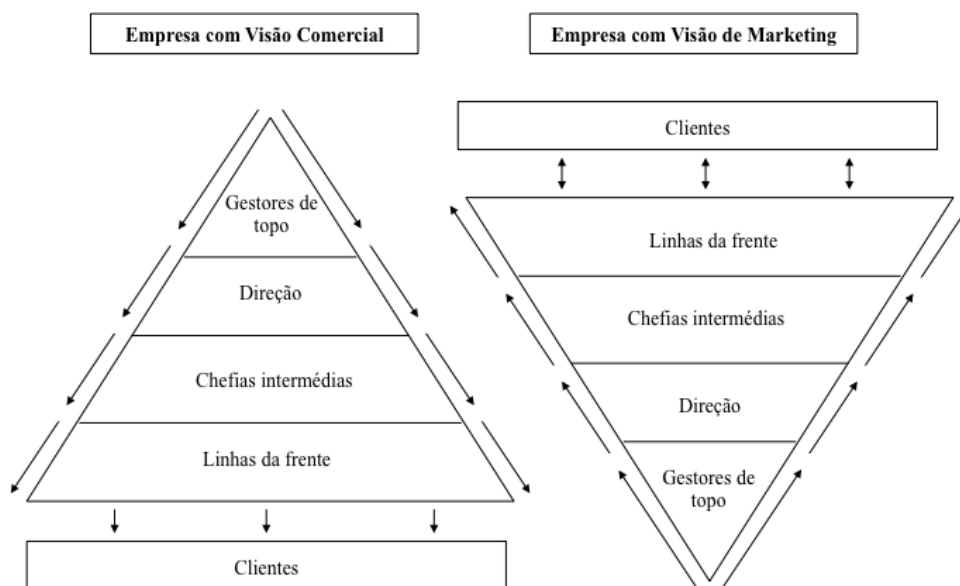 Empresa com Visão Comercial
Gestores de
topo
Direção
Chefias intermédias
Linhas da frente
Clientes
Empresa com Visão de Marketing
Clientes
Linhas da frente
Chefias intermédias
Direção
Gestores de
topo